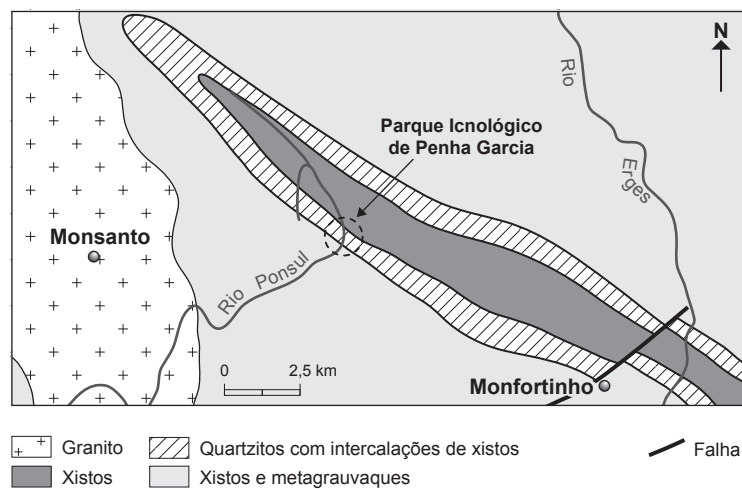 N
Rio
Erges
Parque Icnológico
de Penha Garcia
Monsanto
Rio Ponsul
0 2,5 km
Monfortinho
Granito
Quartzitos com intercalações de xistos
Falha
Xistos
Xistos e metagrauvaques